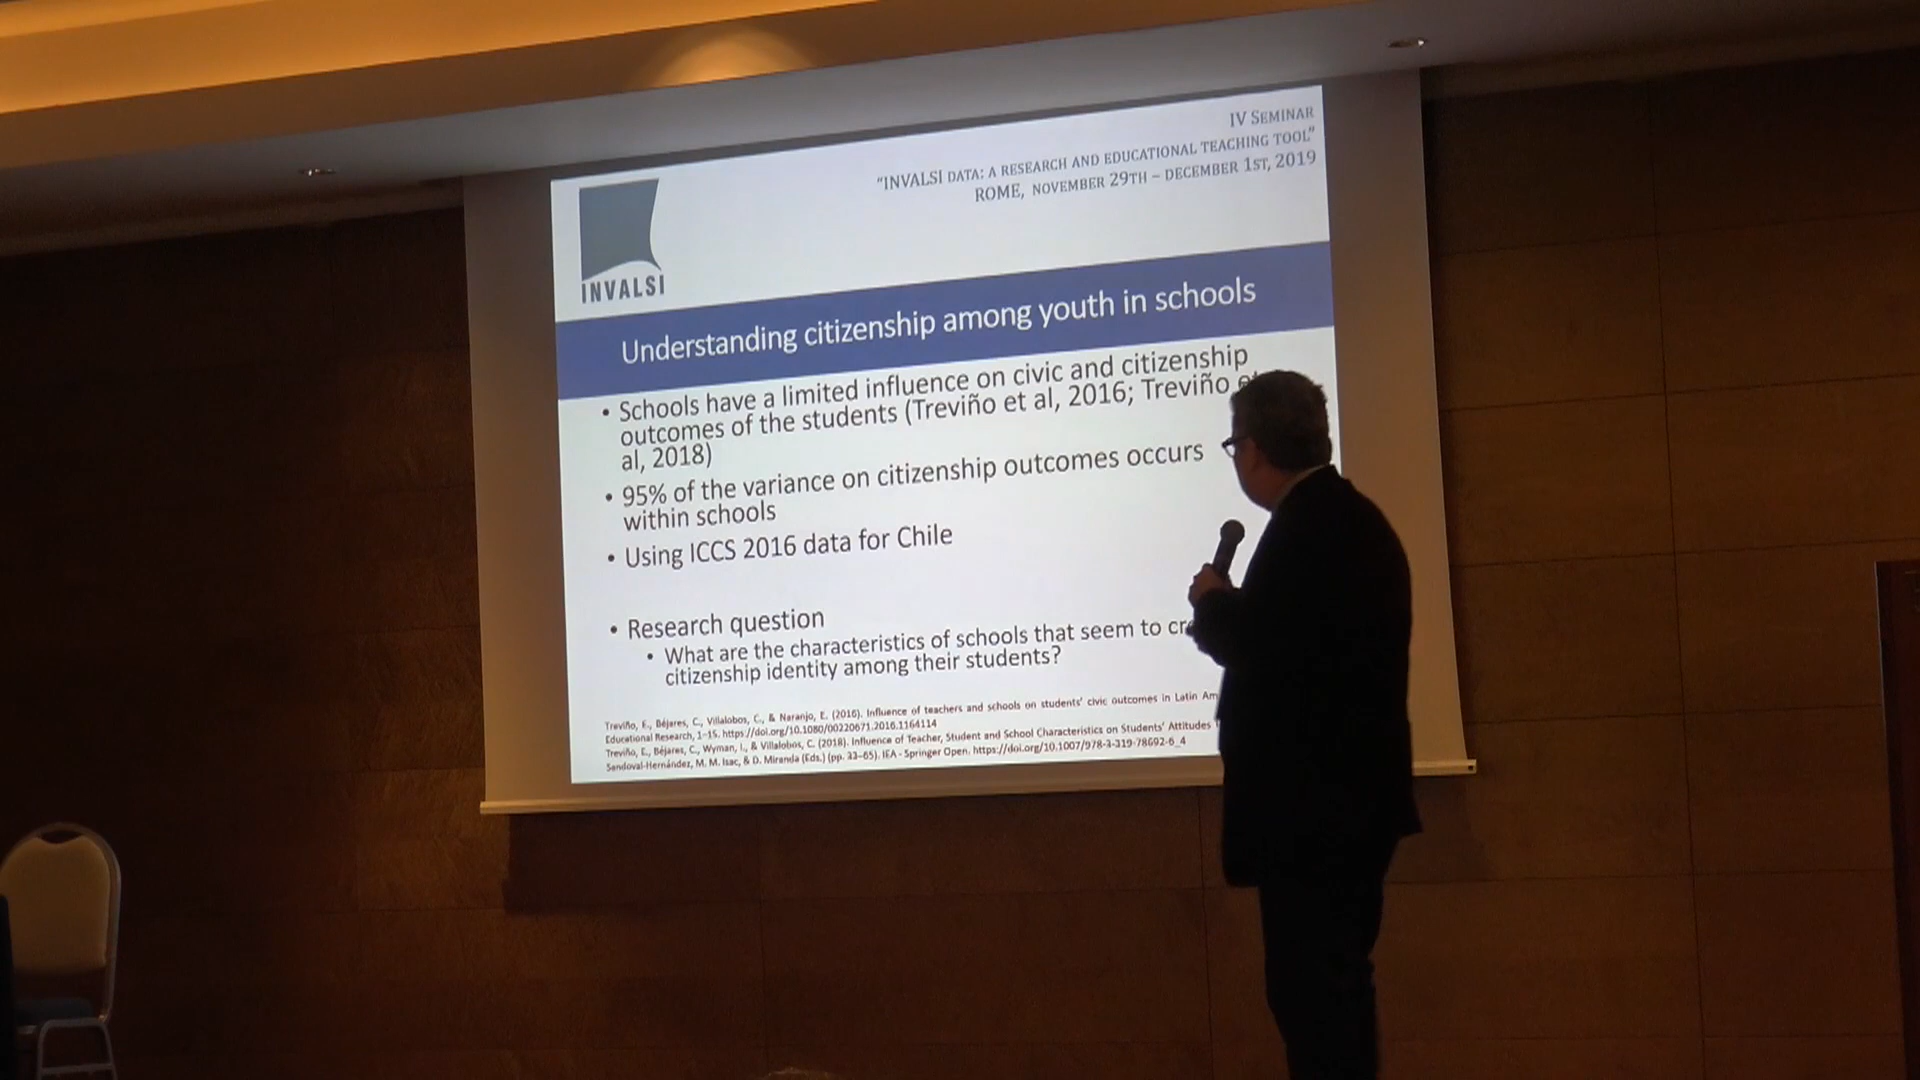 IV SEMINAR
"INVALSI DATA: A RESEARCH AND EDUCATIONAL TEACHING TOOL"
ROME, NOVEMBER 29TH – DECEMBER 1ST, 2019
INVALSI
Understanding citizenship among youth in schools
• Schools have a limited influence on civic and citizenship
outcomes of the students (Treviño et al, 2016; Treviño et
al, 2018)
• 95% of the variance on citizenship outcomes occurs
within schools
• Using ICCS 2016 data for Chile
• Research question
• What are the characteristics of schools that seem to
citizenship identity among their students?
Treviño, E., Béjares, C., Villalobos, C., & Naranjo, E. (2016). Influence of teachers and schools on students' civic outcomes in Latin
Educational Research, 1–15. https://doi.org/10.1080/00220671.2016.1164114
Treviño, E., Béjares, C., Wyman, I., & Villalobos, C. (2018). Influence of Teacher, Student and School Characteristics on Students' Attitudes
Sandoval-Hernández, M. M. Isac, & D. Miranda (Eds.) (pp. 33–65). IEA - Springer Open. https://doi.org/10.1007/978-3-319-78692-6_4